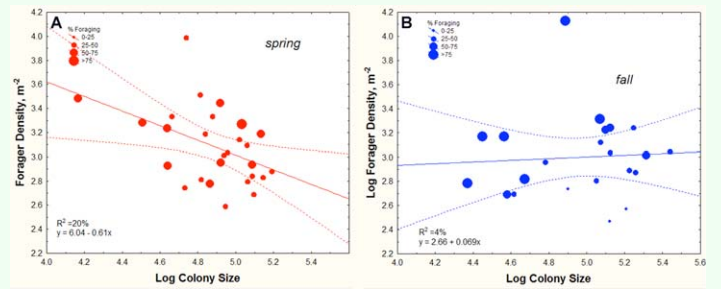 A
% Foraging
0-25
25-50
50-75
>75
spring
Forager Density, m-2
4.2
4.0
3.8
3.6
3.4
3.2
3.0
2.8
2.6
2.4
2.2
R2 =20%
y = 6.04 - 0.61x
4.0 4.2 4.4 4.6 4.8 5.0 5.2 5.4
Log Colony Size
B
% Foraging
0-25
25-50
50-75
>75
fall
Log Forager Density, m-2
4.2
4.0
3.8
3.6
3.4
3.2
3.0
2.8
2.6
2.4
2.2
R2 =4%
y = 2.66 + 0.069x
4.0 4.2 4.4 4.6 4.8 5.0 5.2 5.4
Log Colony Size